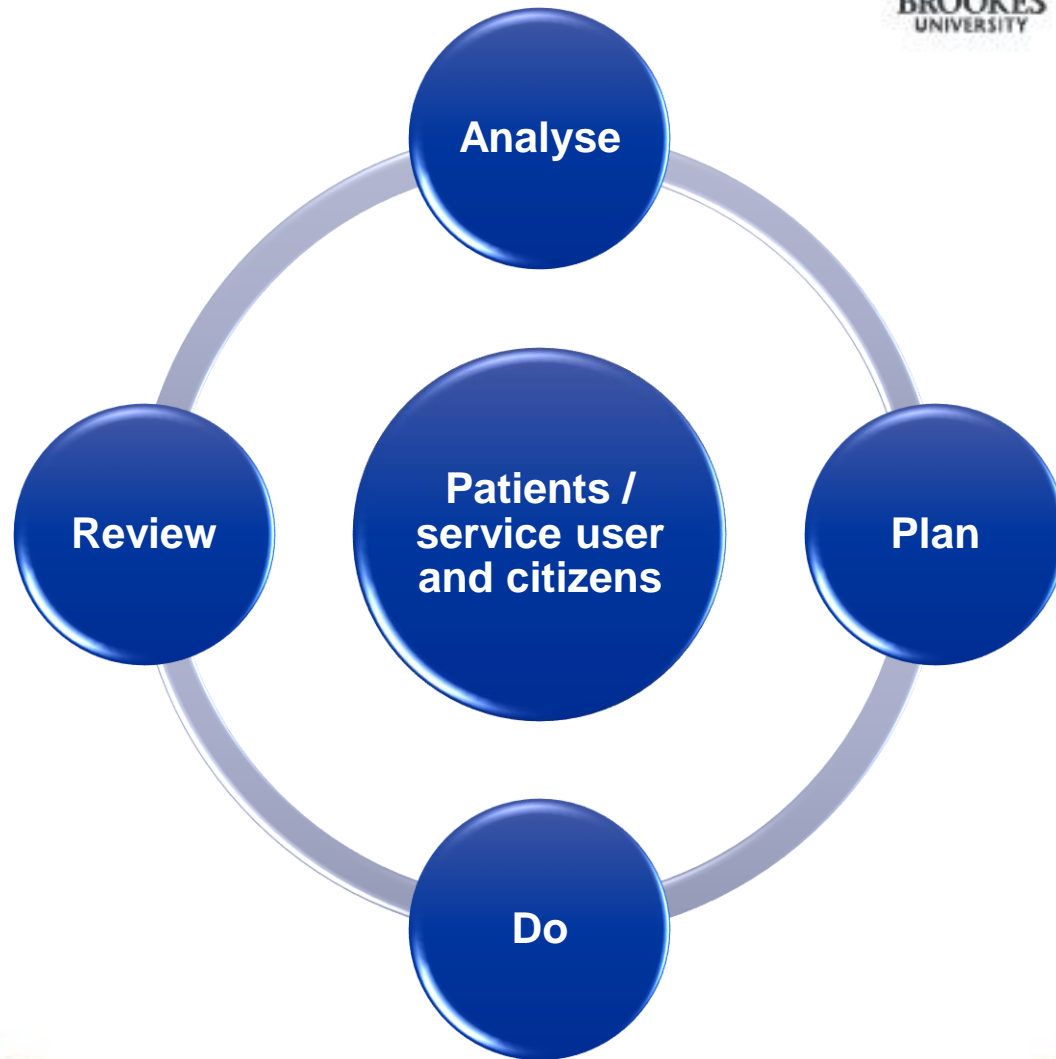 BROOKES
UNIVERSITY
Analyse
Patients /
service user
and citizens
Review
Plan
Do